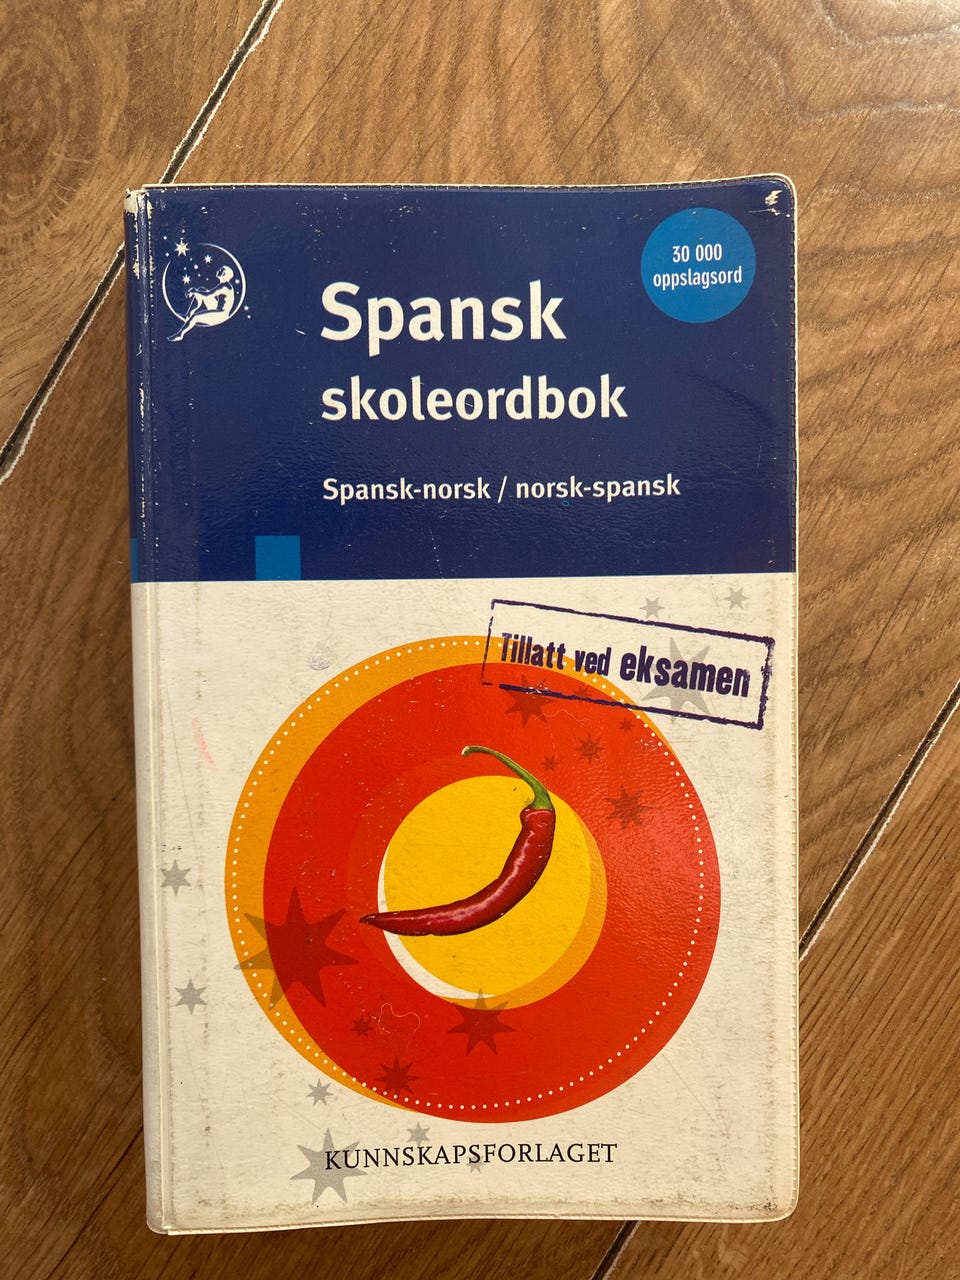 30 000
oppslagsord
Spansk
skoleordbok
Spansk-norsk / norsk-spansk
Tillatt ved eksamen
KUNNSKAPSFORLAGET